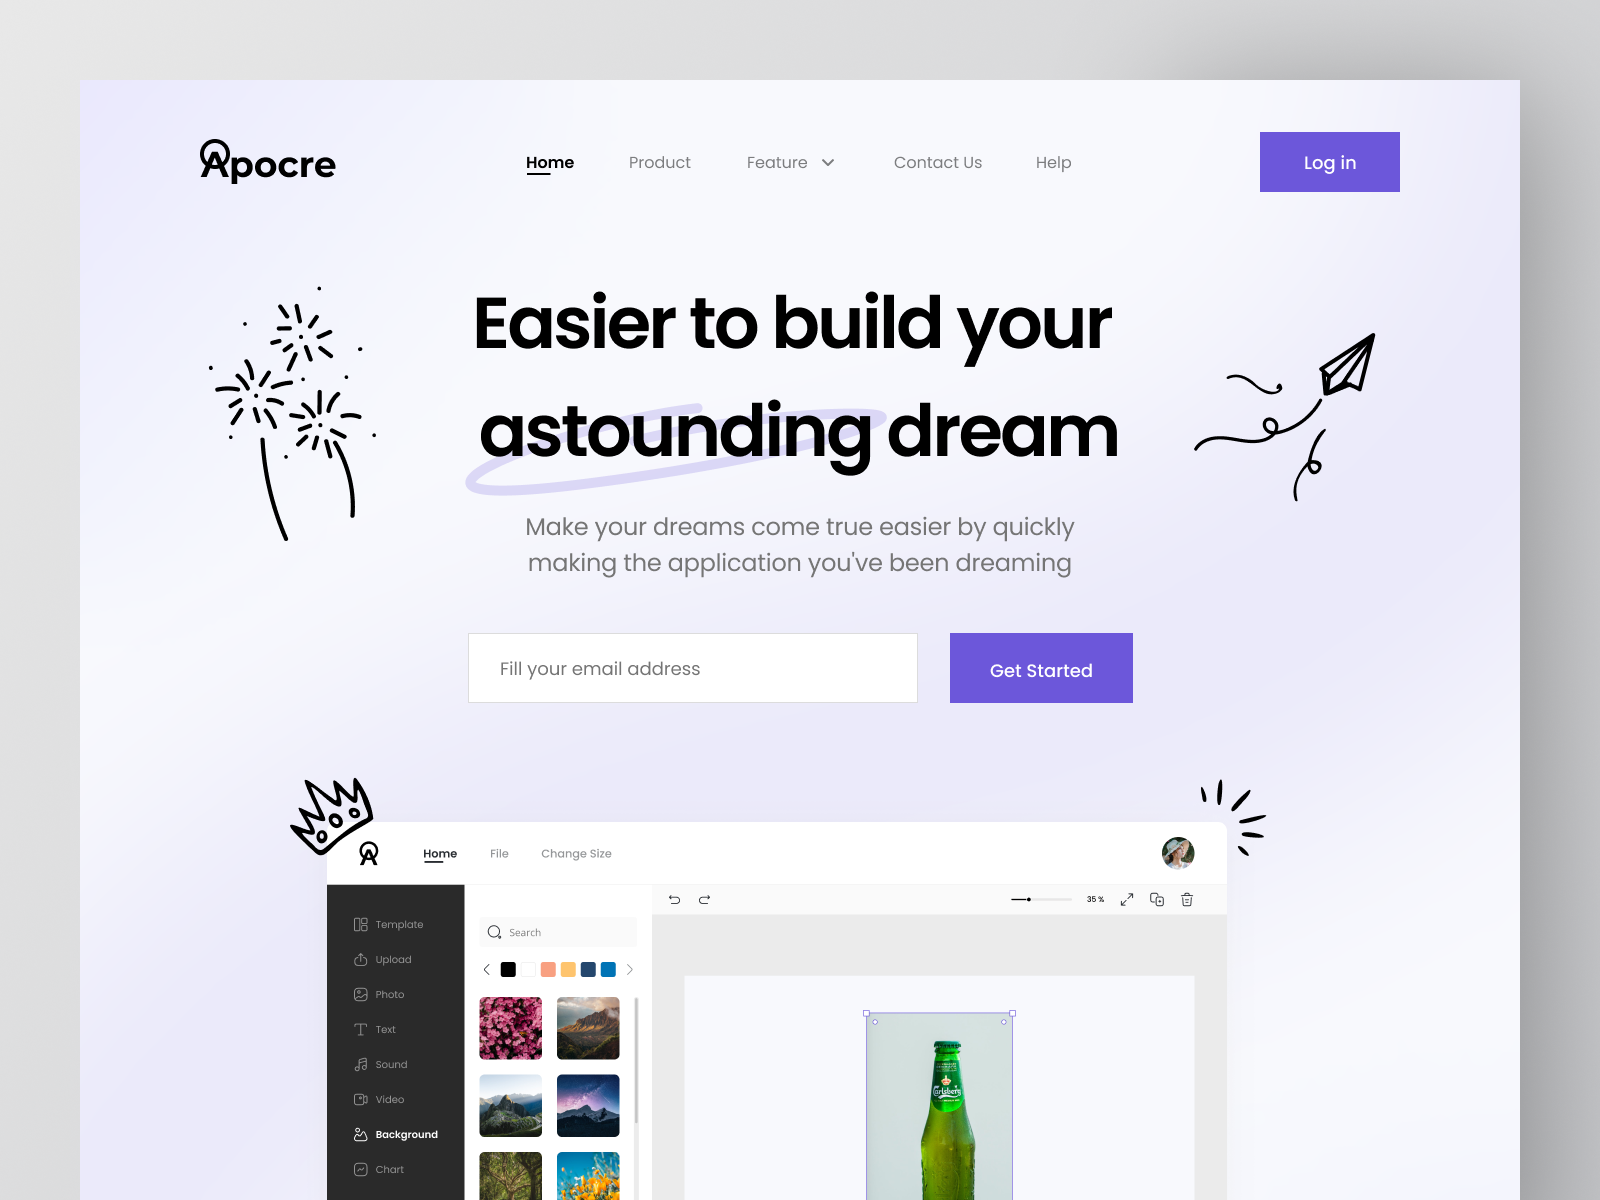 Apocre
Home Product Feature Contact Us Help
Log in
Easier to build your
astounding dream
Make your dreams come true easier by quickly
making the application you've been dreaming
Fill your email address
Get Started
Home File Change Size
35 %
Template
Upload
Photo
Text
Sound
Video
Background
Chart
Search
Carlsberg